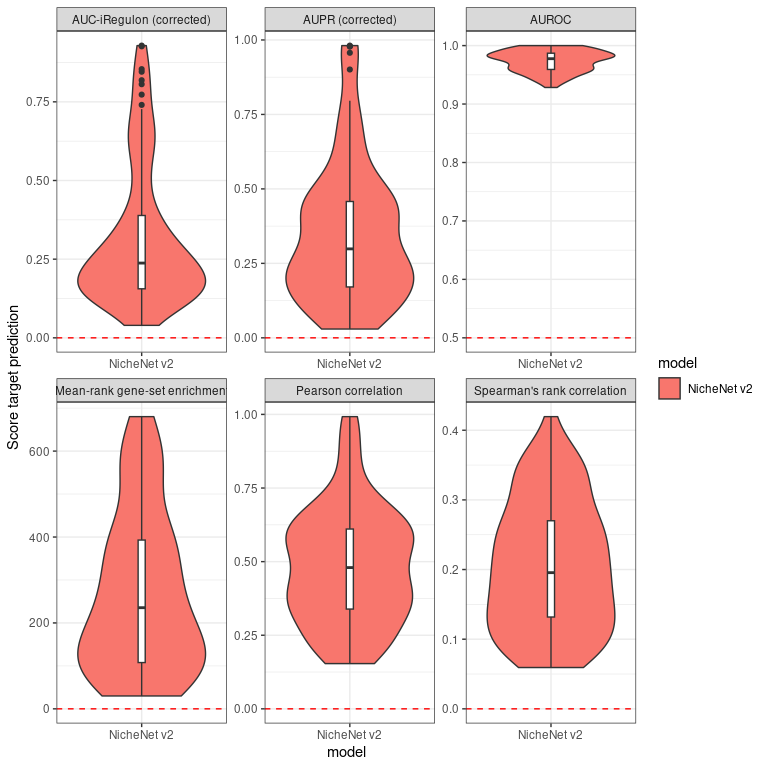 AUC-iRegulon (corrected)
AUPR (corrected)
AUROC
0.00
0.25
0.50
0.75
0.00
0.25
0.50
0.75
1.00
0.5
0.6
0.7
0.8
0.9
1.0
NicheNet v2
NicheNet v2
NicheNet v2
Score target prediction
Mean-rank gene-set enrichmen
Pearson correlation
Spearman's rank correlation
0
200
400
600
0.00
0.25
0.50
0.75
1.00
0.0
0.1
0.2
0.3
0.4
NicheNet v2
NicheNet v2
NicheNet v2
model
model
NicheNet v2